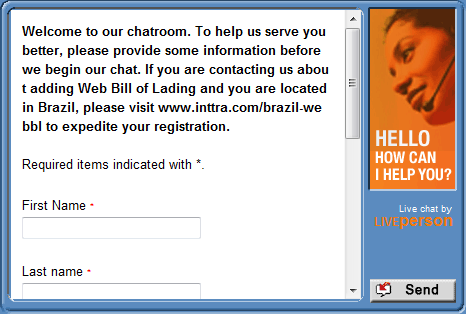 Welcome to our chatroom. To help us serve you
better, please provide some information before
we begin our chat. If you are contacting us abou
t adding Web Bill of Lading and you are located
in Brazil, please visit www.inttra.com/brazil-we
bbl to expedite your registration.
Required items indicated with *.
First Name *
Last name *
HELLO
HOW CAN
I HELP YOU?
Live chat by
LIVEperson
Send